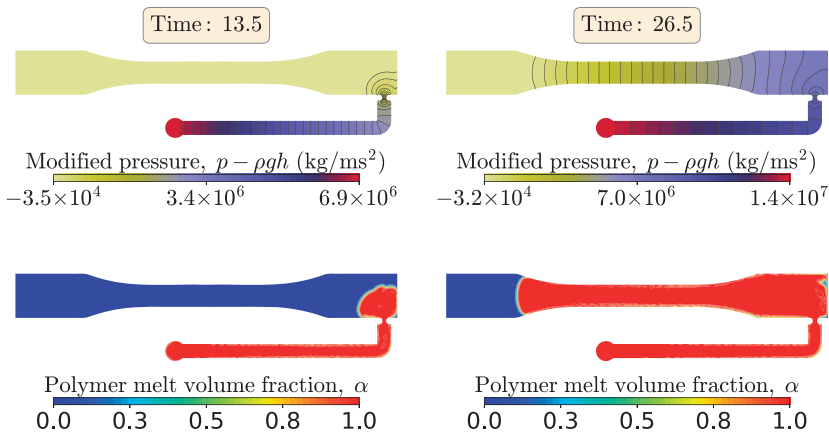 Time: 13.5
Time: 26.5
Modified pressure, p − ρgh (kg/ms²)
−3.5×10⁴ 3.4×10⁶ 6.9×10⁶
Modified pressure, p − ρgh (kg/ms²)
−3.2×10⁴ 7.0×10⁶ 1.4×10⁷
Polymer melt volume fraction, α
0.0 0.3 0.5 0.8 1.0
Polymer melt volume fraction, α
0.0 0.3 0.5 0.8 1.0